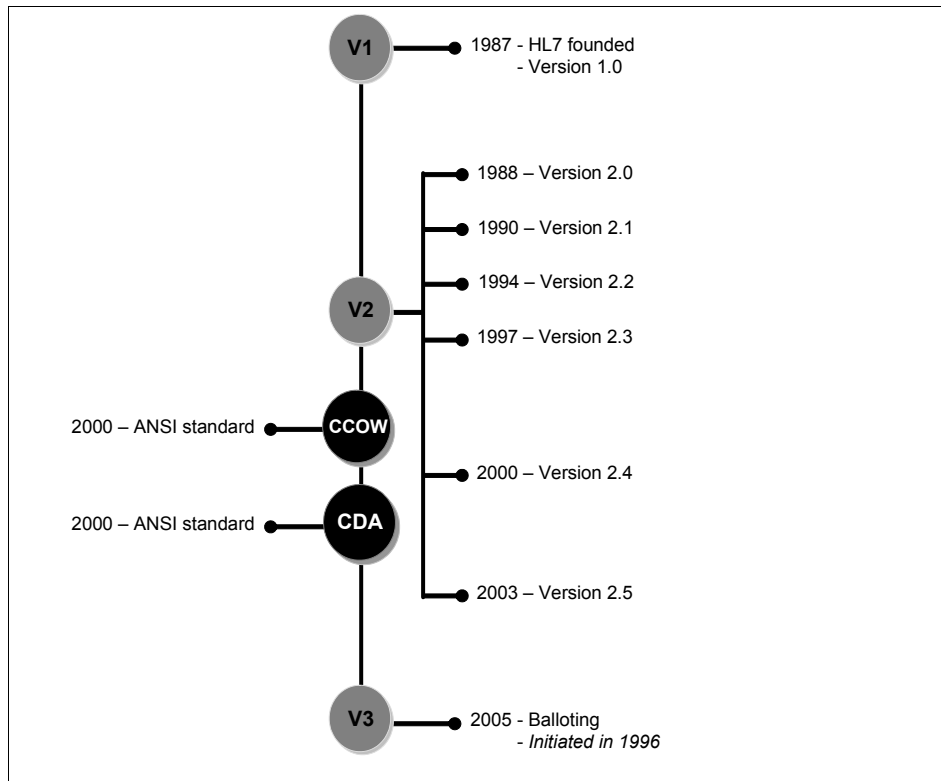 V1
1987 - HL7 founded
- Version 1.0
1988 – Version 2.0
1990 – Version 2.1
1994 – Version 2.2
V2
1997 – Version 2.3
2000 – ANSI standard
CCOW
2000 – Version 2.4
2000 – ANSI standard
CDA
2003 – Version 2.5
V3
2005 - Balloting
- Initiated in 1996